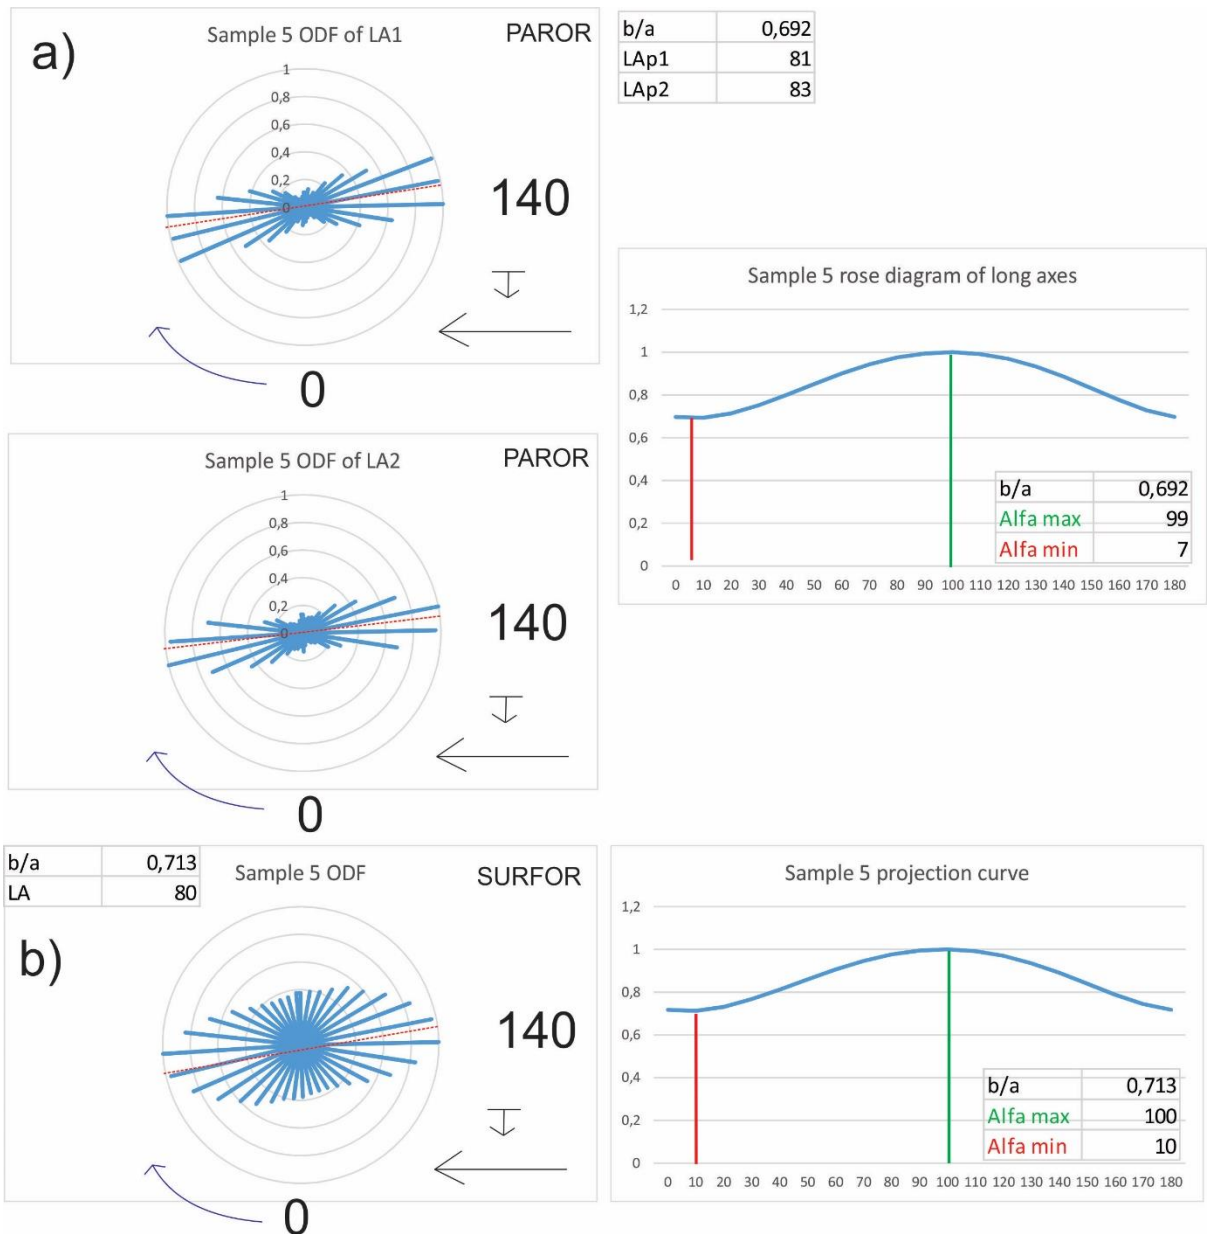 a)
Sample 5 ODF of LA1
PAROR
1
0,8
0,6
0,4
0,2
0
140
0
b/a 0,692
LAp1 81
LAp2 83
Sample 5 rose diagram of long axes
1,2
1
0,8
0,6
0,4
0,2
0
0 10 20 30 40 50 60 70 80 90 100 110 120 130 140 150 160 170 180
b/a 0,692
Alfa max 99
Alfa min 7
Sample 5 ODF of LA2
PAROR
1
0,8
0,6
0,4
0,2
0
140
0
b/a 0,713
LA 80
Sample 5 ODF
SURFOR
b)
140
0
Sample 5 projection curve
1,2
1
0,8
0,6
0,4
0,2
0
0 10 20 30 40 50 60 70 80 90 100 110 120 130 140 150 160 170 180
b/a 0,713
Alfa max 100
Alfa min 10